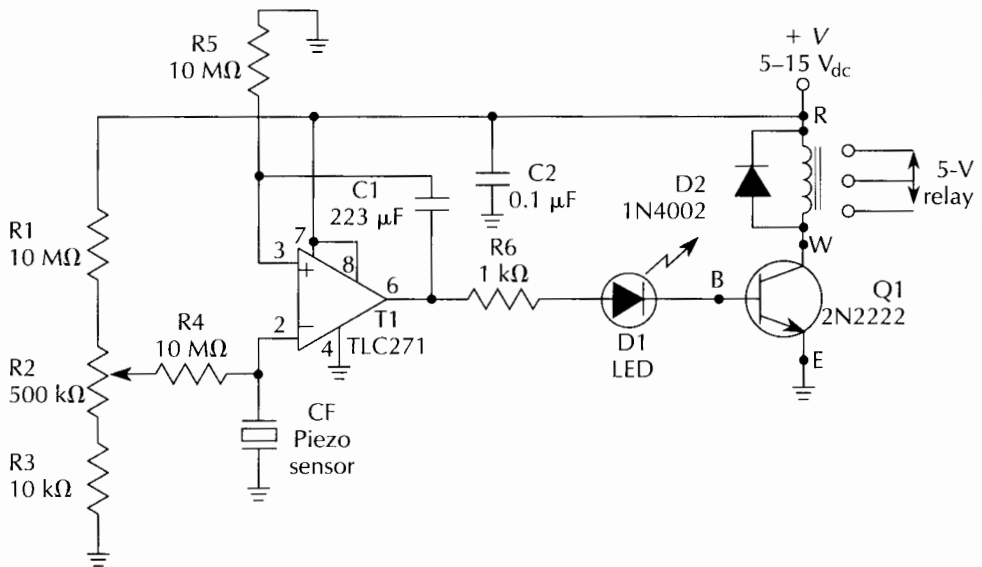 R5
10 MΩ
+ V
5–15 Vdc
R
D2
1N4002
5-V
relay
W
C1
223 µF
C2
0.1 µF
R1
10 MΩ
7
8
3
+
6
R6
1 kΩ
B
Q1
2N2222
T1
TLC271
2
−
4
D1
LED
E
R4
10 MΩ
R2
500 kΩ
CF
Piezo
sensor
R3
10 kΩ